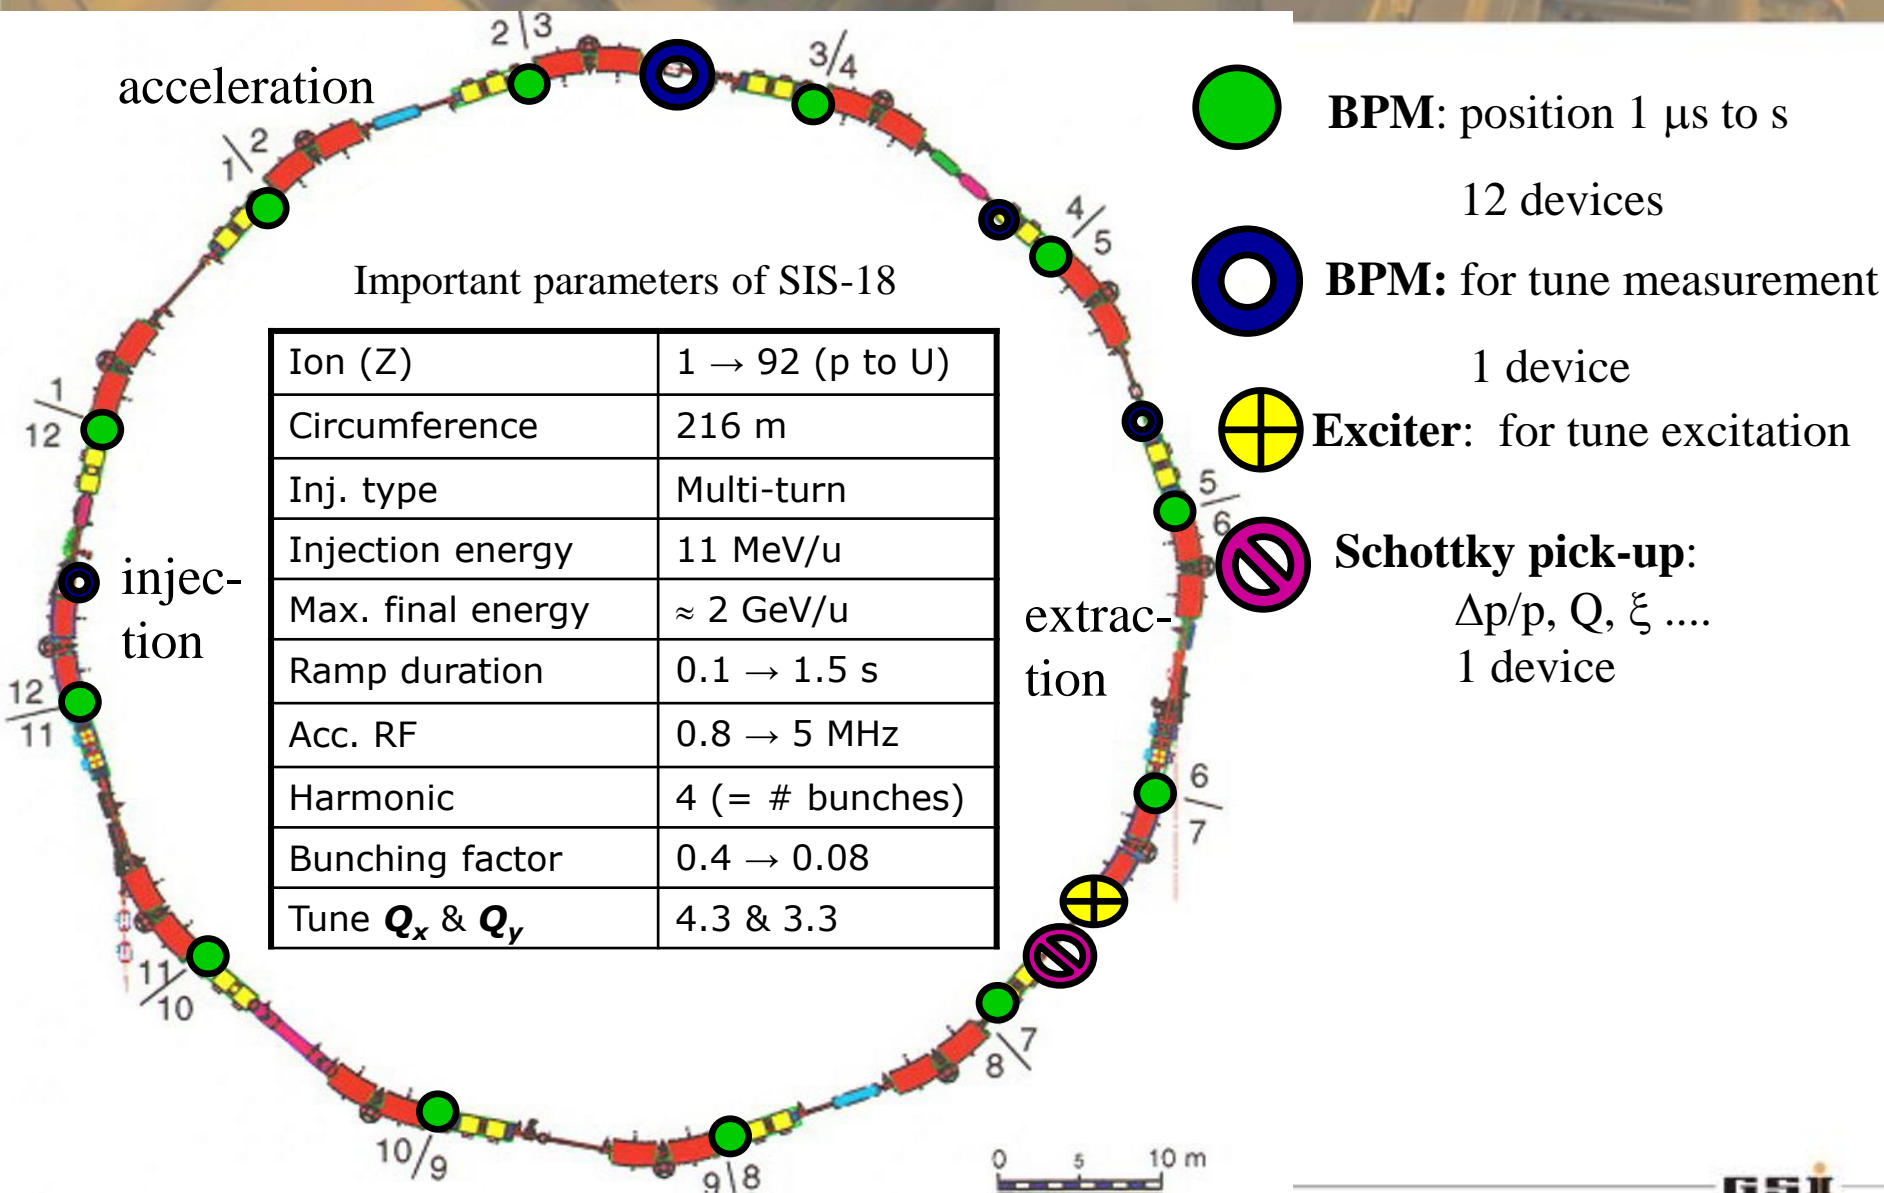 acceleration
2|3
3/4
1\2
4/5
1/12
5/6
injec-
tion
12/11
extrac-
tion
6/7
11/10
8\7
10/9
9|8
Important parameters of SIS-18
Ion (Z) 1 → 92 (p to U)
Circumference 216 m
Inj. type Multi-turn
Injection energy 11 MeV/u
Max. final energy ≈ 2 GeV/u
Ramp duration 0.1 → 1.5 s
Acc. RF 0.8 → 5 MHz
Harmonic 4 (= # bunches)
Bunching factor 0.4 → 0.08
Tune Qx & Qy 4.3 & 3.3
0 5 10 m
BPM: position 1 μs to s
12 devices
BPM: for tune measurement
1 device
Exciter: for tune excitation
Schottky pick-up:
Δp/p, Q, ξ ....
1 device
GSI